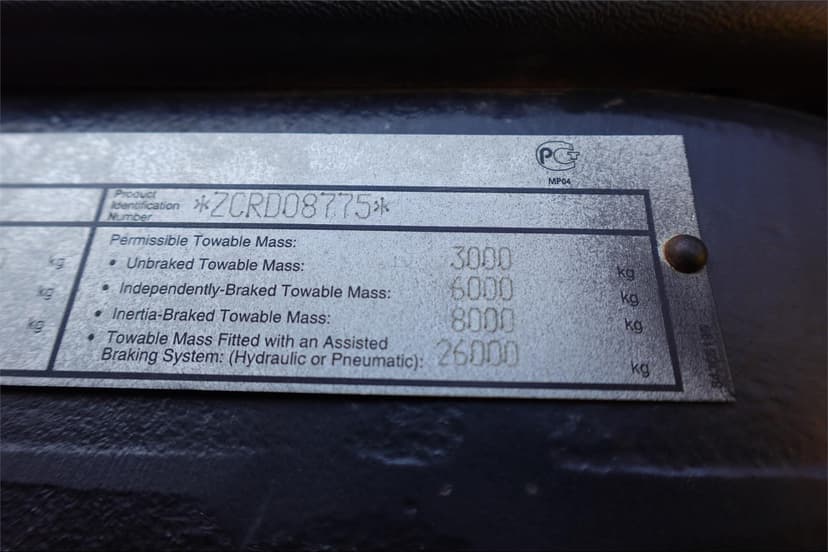 PG
MP04
Product
Identification
Number
*ZCRD08775*
Permissible Towable Mass:
• Unbraked Towable Mass: 3000 kg
• Independently-Braked Towable Mass: 6000 kg
• Inertia-Braked Towable Mass: 8000 kg
• Towable Mass Fitted with an Assisted
Braking System: (Hydraulic or Pneumatic): 26000 kg
kg
kg
kg